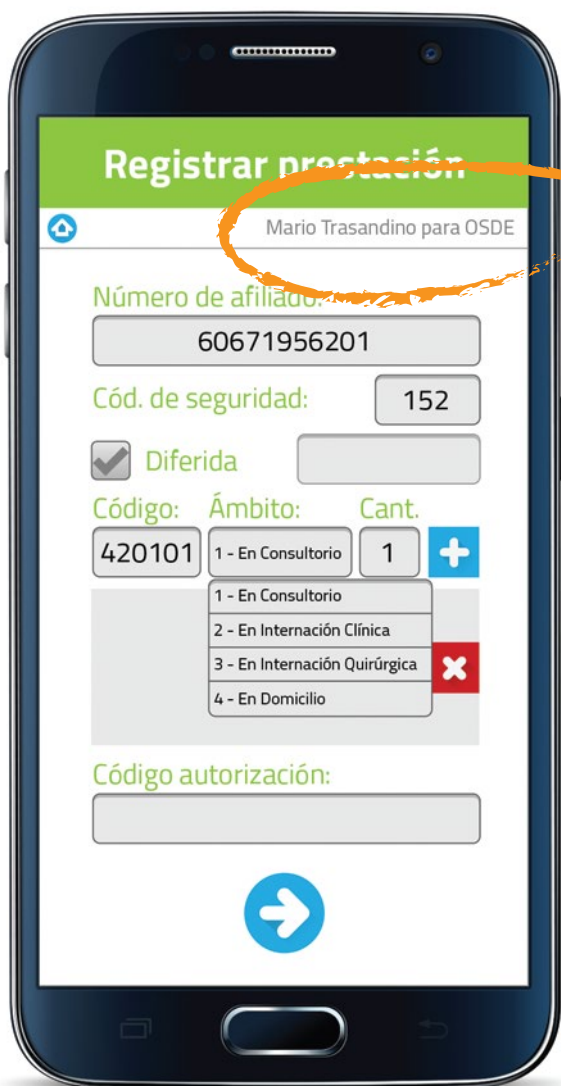 Registrar prestación
Mario Trasandino para OSDE
Número de afiliado:
60671956201
Cód. de seguridad: 152
Diferida
Código: Ámbito: Cant.
420101 1 - En Consultorio 1
1 - En Consultorio
2 - En Internación Clínica
3 - En Internación Quirúrgica
4 - En Domicilio
Código autorización: